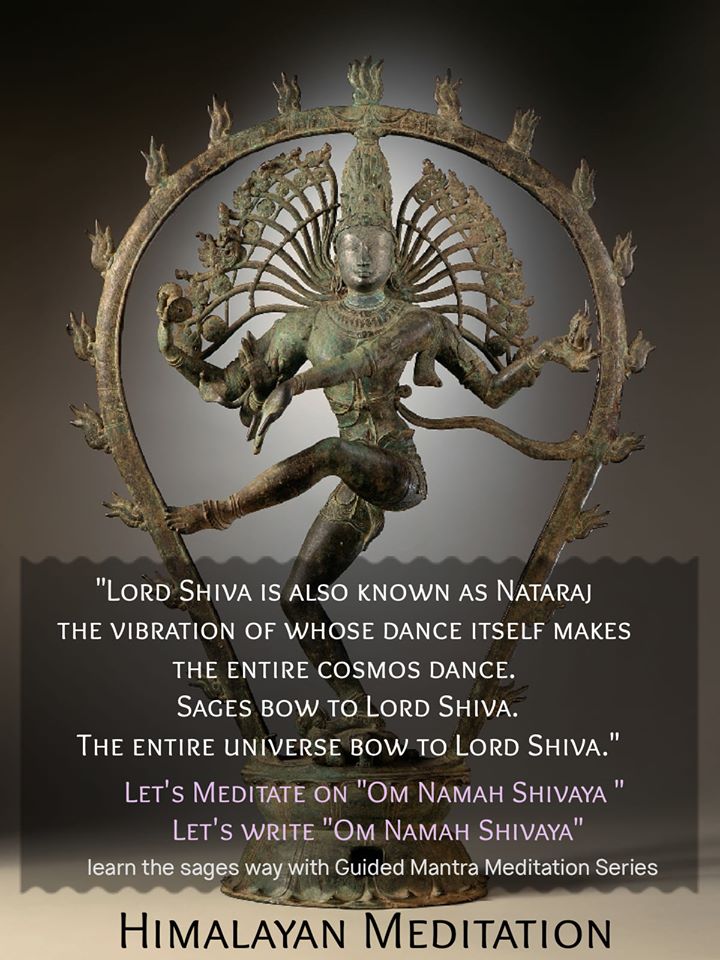 "Lord Shiva is also known as Nataraj
the vibration of whose dance itself makes
the entire cosmos dance.
Sages bow to Lord Shiva.
The entire universe bow to Lord Shiva."
Let's Meditate on "Om Namah Shivaya "
Let's write "Om Namah Shivaya"
learn the sages way with Guided Mantra Meditation Series
Himalayan Meditation